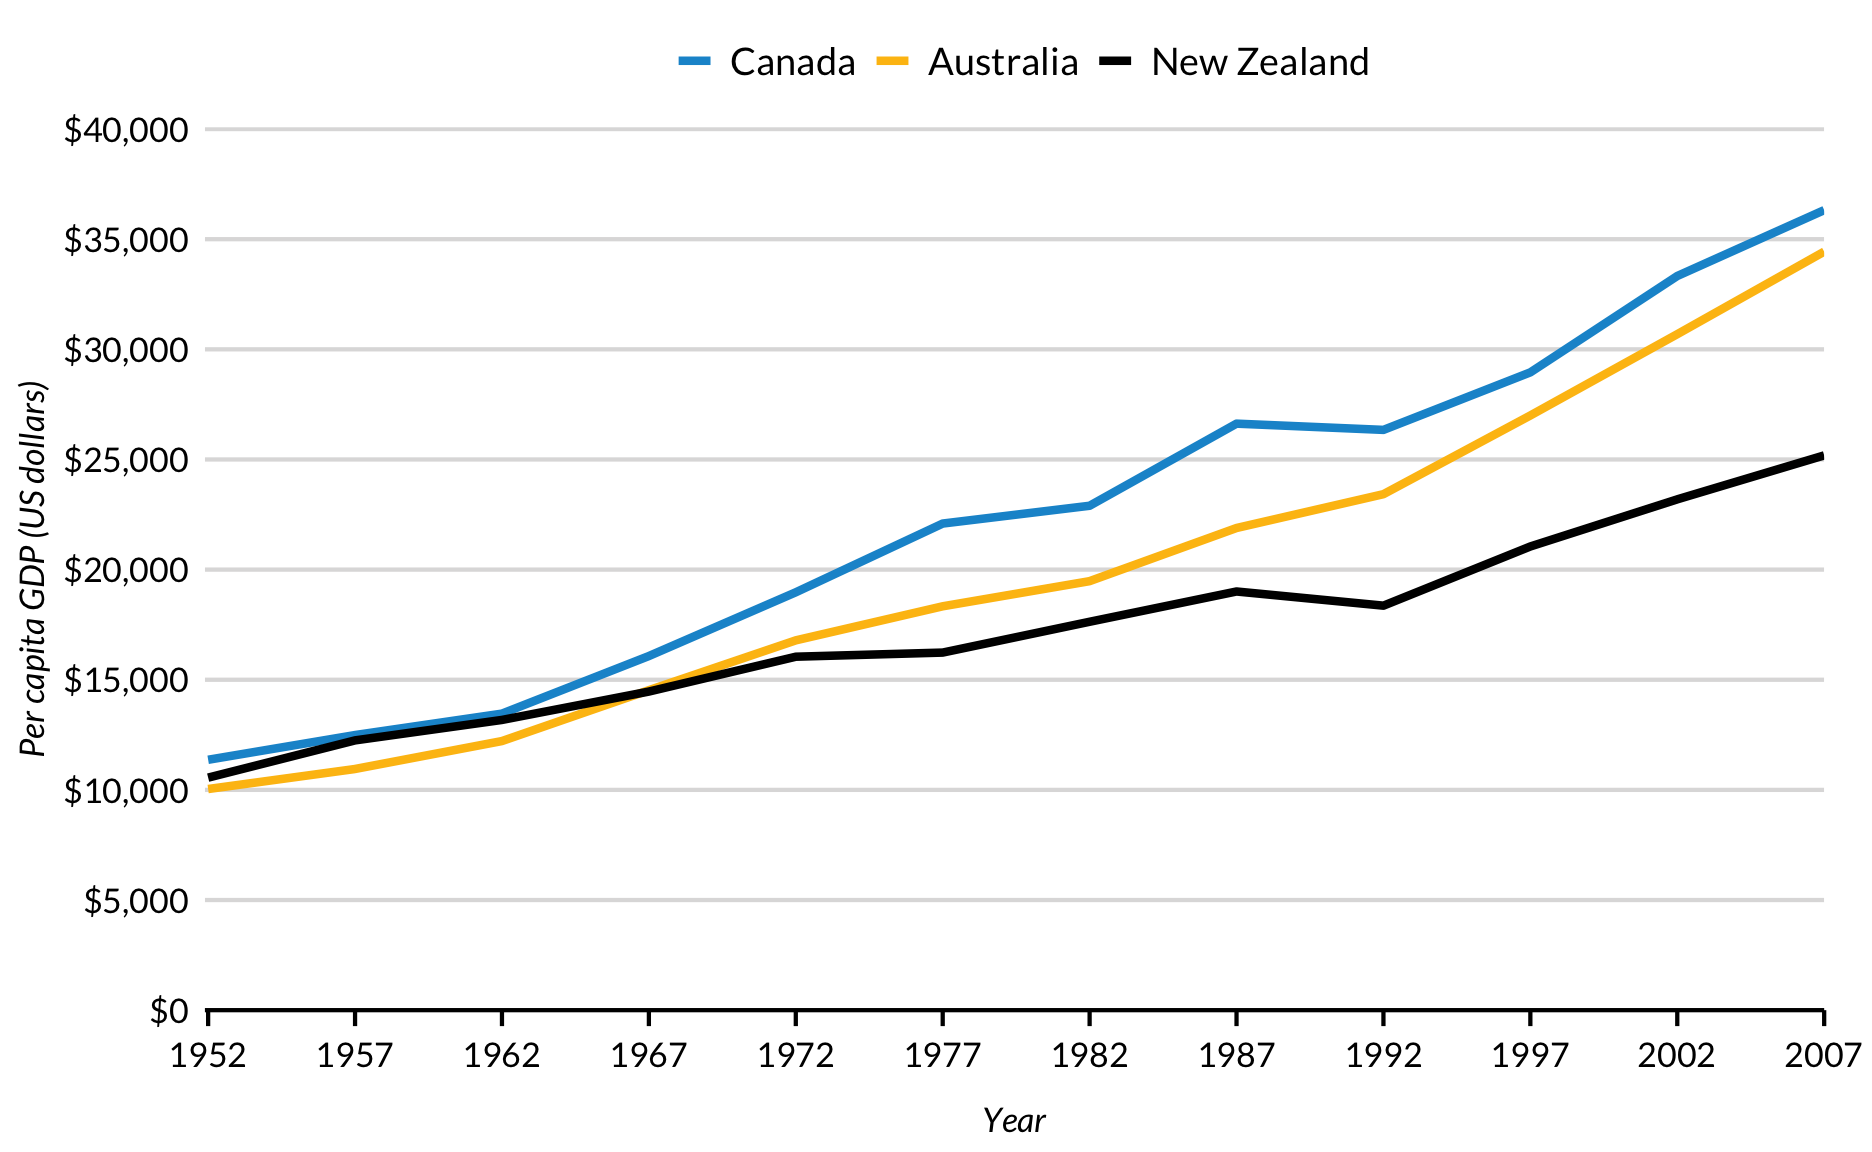 Canada Australia New Zealand
$40,000
$35,000
$30,000
$25,000
$20,000
$15,000
$10,000
$5,000
$0
Per capita GDP (US dollars)
1952 1957 1962 1967 1972 1977 1982 1987 1992 1997 2002 2007
Year